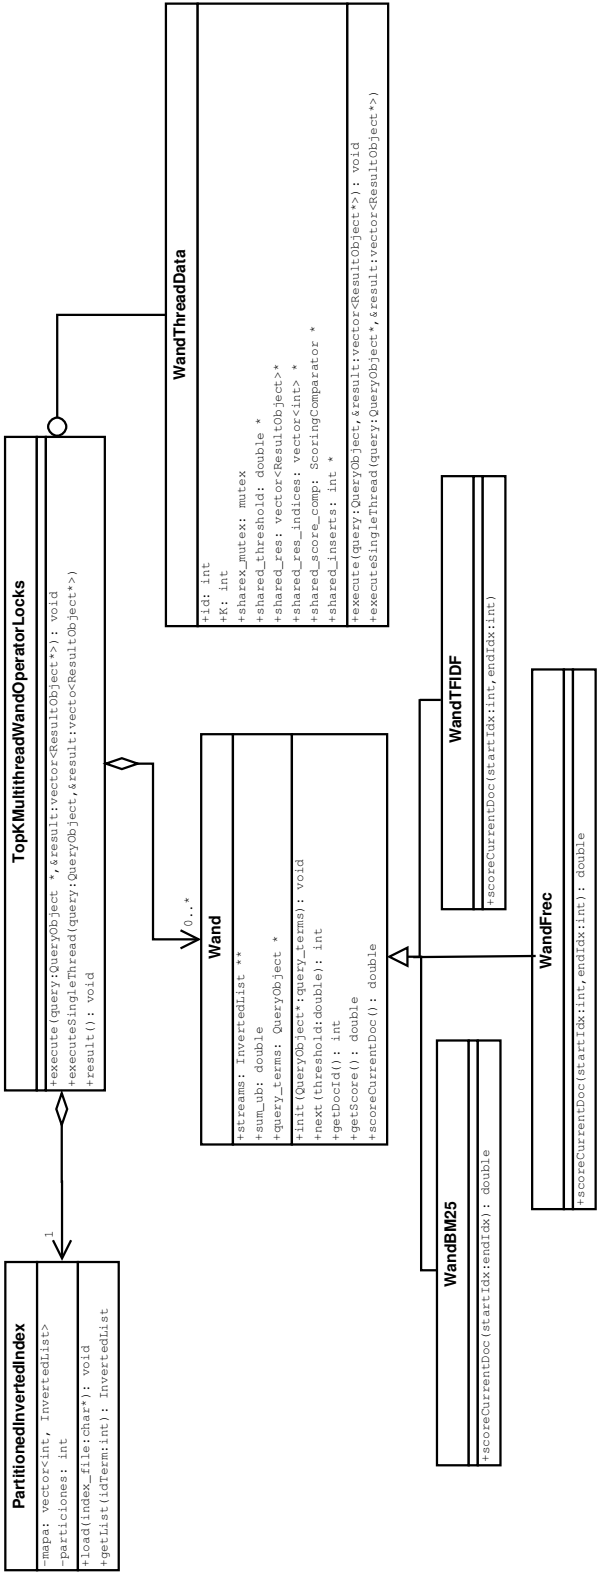 PartitionedInvertedIndex
-mapa: vector<int, InvertedList>
-particiones: int
+load(index_file:char*): void
+getList(idTerm:int): InvertedList
1
TopKMultithreadWandOperatorLocks
+execute(query:QueryObject *,&result:vector<ResultObject*>): void
+executeSingleThread(query:QueryObject,&result:vecto<ResultObject*>)
+result(): void
0..*
WandThreadData
+id: int
+K: int
+sharex_mutex: mutex
+shared_threshold: double *
+shared_res: vector<ResultObject>*
+shared_res_indices: vector<int> *
+shared_score_comp: ScoringComparator *
+shared_inserts: int *
+execute(query:QueryObject,&result:vector<ResultObject*>): void
+executeSingleThread(query:QueryObject*,&result:vector<ResultObject*>)
Wand
+streams: InvertedList **
+sum_ub: double
+query_terms: QueryObject *
+init(QueryObject*:query_terms): void
+next(threshold:double): int
+getDocId(): int
+getScore(): double
+scoreCurrentDoc(): double
WandBM25
+scoreCurrentDoc(startIdx:endIdx): double
WandTFIDF
+scoreCurrentDoc(startIdx:int,endIdx:int)
WandFrec
+scoreCurrentDoc(startIdx:int,endIdx:int): double